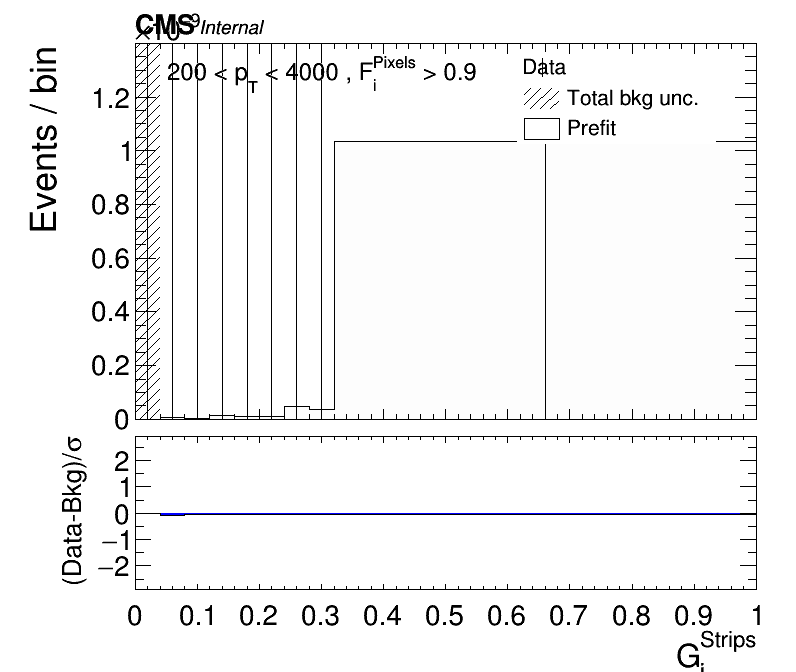 CMS Internal
Events / bin
200 < p_T < 4000 , F_i^Pixels > 0.9
Data
Total bkg unc.
Prefit
1.2
1
0.8
0.6
0.4
0.2
0
(Data-Bkg)/σ
2
1
0
−1
−2
0 0.1 0.2 0.3 0.4 0.5 0.6 0.7 0.8 0.9 1
G_i^Strips